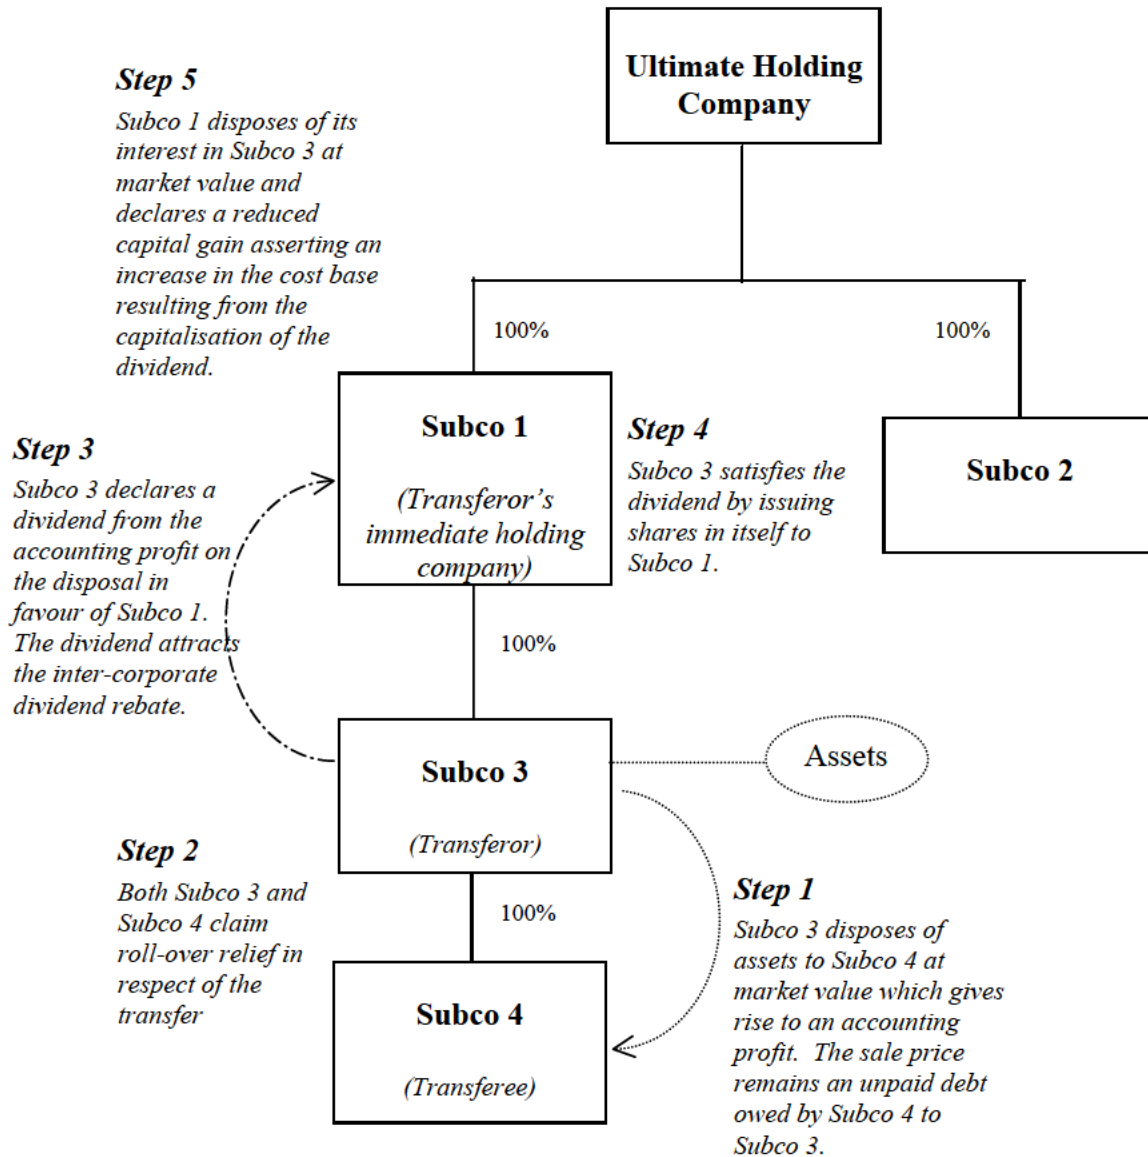 Ultimate Holding
Company
Step 5
Subco 1 disposes of its
interest in Subco 3 at
market value and
declares a reduced
capital gain asserting an
increase in the cost base
resulting from the
capitalisation of the
dividend.
100%
100%
Subco 1
(Transferor’s
immediate holding
company)
Step 4
Subco 3 satisfies the
dividend by issuing
shares in itself to
Subco 1.
Subco 2
Step 3
Subco 3 declares a
dividend from the
accounting profit on
the disposal in
favour of Subco 1.
The dividend attracts
the inter-corporate
dividend rebate.
100%
Subco 3
(Transferor)
Assets
Step 2
Both Subco 3 and
Subco 4 claim
roll-over relief in
respect of the
transfer
100%
Subco 4
(Transferee)
Step 1
Subco 3 disposes of
assets to Subco 4 at
market value which gives
rise to an accounting
profit.  The sale price
remains an unpaid debt
owed by Subco 4 to
Subco 3.